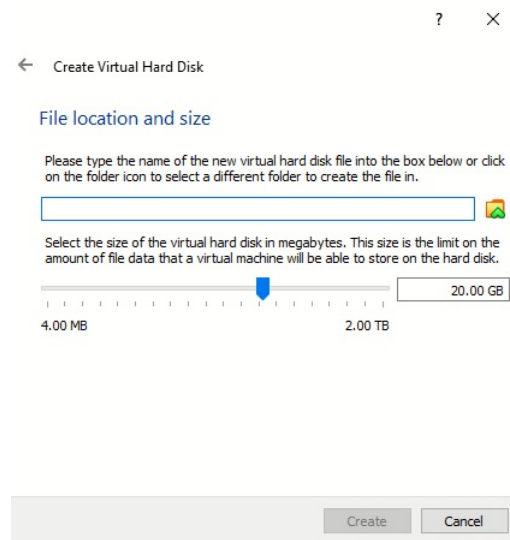 ?
Create Virtual Hard Disk
File location and size
Please type the name of the new virtual hard disk file into the box below or click
on the folder icon to select a different folder to create the file in.
Select the size of the virtual hard disk in megabytes. This size is the limit on the
amount of file data that a virtual machine will be able to store on the hard disk.
20.00 GB
4.00 MB 2.00 TB
Create Cancel